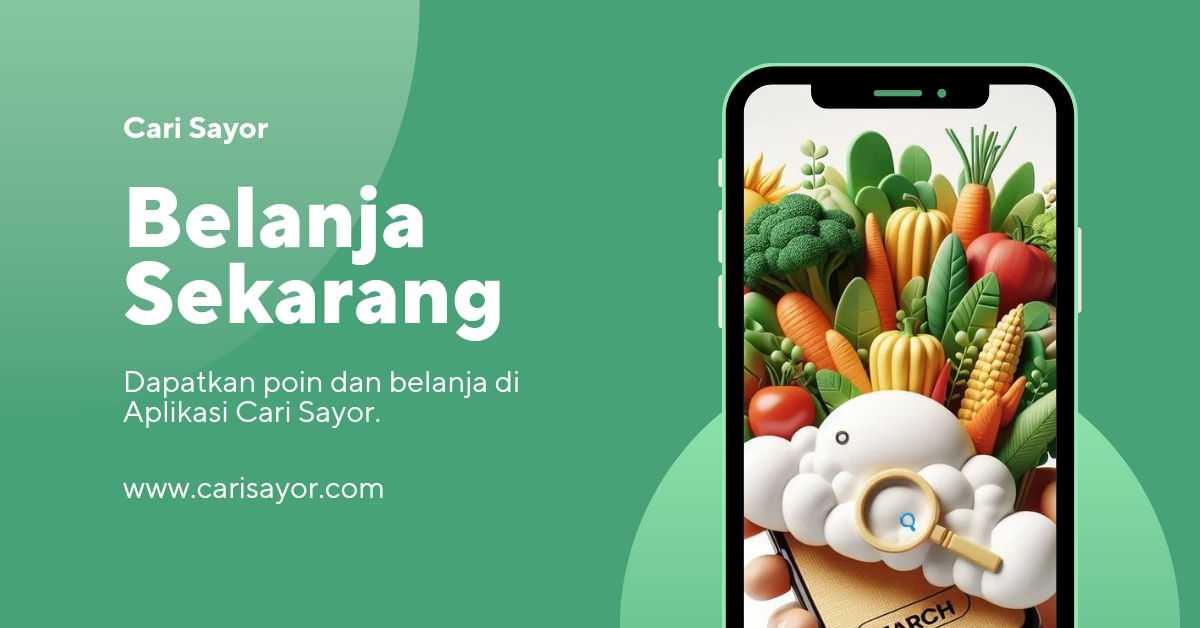 Cari Sayor
Belanja
Sekarang
Dapatkan poin dan belanja di
Aplikasi Cari Sayor.
www.carisayor.com